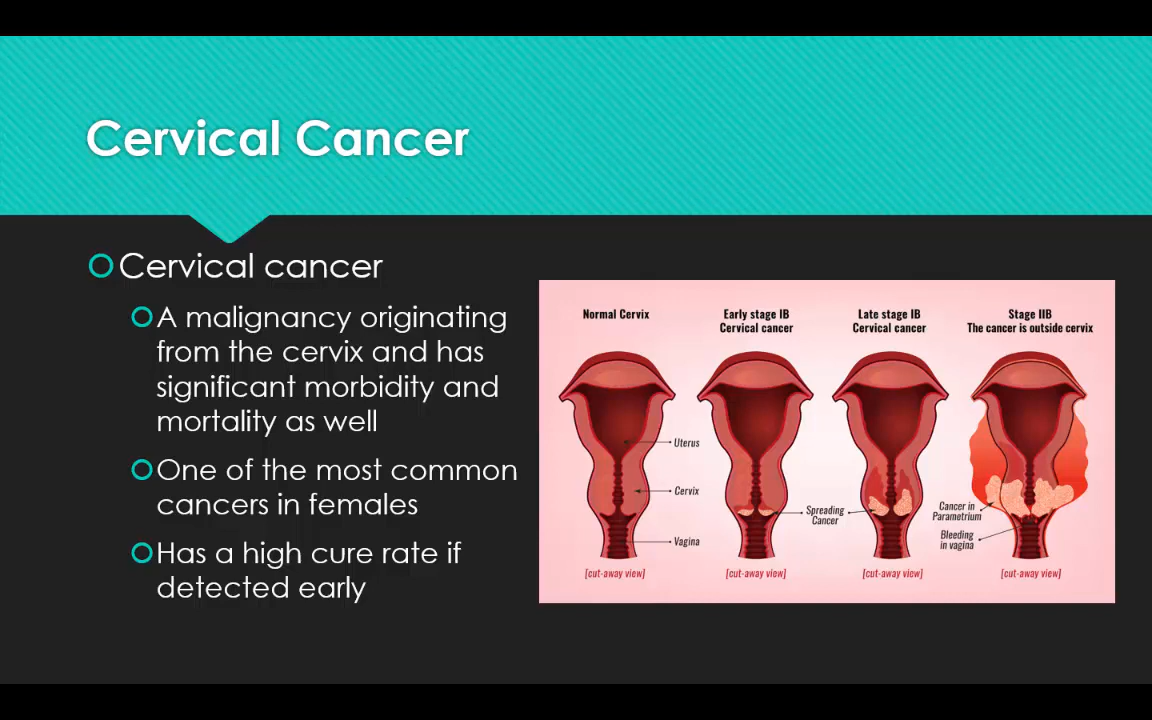 Cervical Cancer
Cervical cancer
A malignancy originating
from the cervix and has
significant morbidity and
mortality as well
One of the most common
cancers in females
Has a high cure rate if
detected early
Normal Cervix
Early stage IB
Cervical cancer
Late stage IB
Cervical cancer
Stage IIB
The cancer is outside cervix
Uterus
Cervix
Vagina
Spreading
Cancer
Cancer in
Parametrium
Bleeding
in vagina
[cut-away view]
[cut-away view]
[cut-away view]
[cut-away view]